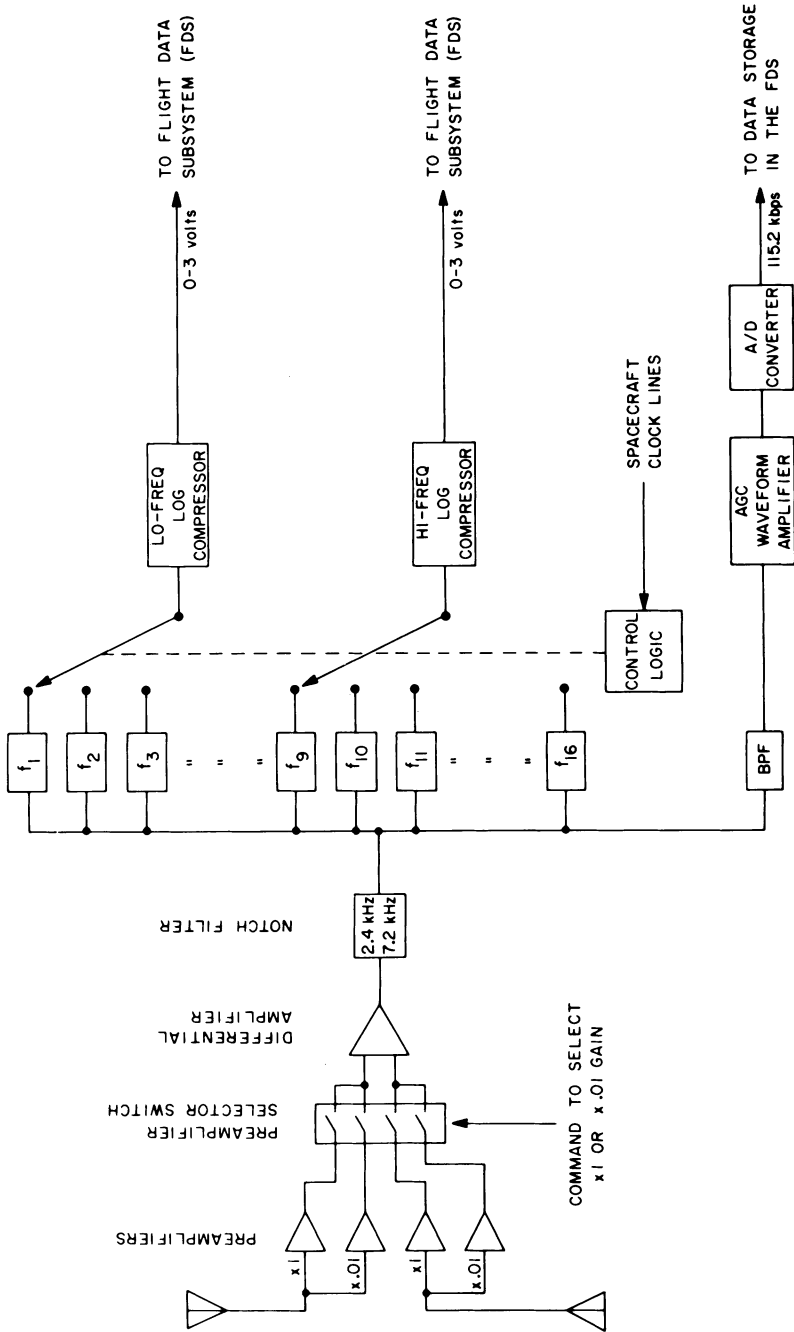 PREAMPLIFIERS
x1
x.01
x1
x.01
PREAMPLIFIER
SELECTOR SWITCH
COMMAND TO SELECT
x1 OR x.01 GAIN
DIFFERENTIAL
AMPLIFIER
NOTCH FILTER
2.4 kHz
7.2 kHz
f1
f2
f3
" " "
f9
f10
f11
" " "
f16
BPF
CONTROL
LOGIC
SPACECRAFT
CLOCK LINES
LO-FREQ
LOG
COMPRESSOR
0-3 volts
TO FLIGHT DATA
SUBSYSTEM (FDS)
HI-FREQ
LOG
COMPRESSOR
0-3 volts
TO FLIGHT DATA
SUBSYSTEM (FDS)
AGC
WAVEFORM
AMPLIFIER
A/D
CONVERTER
115.2 kbps
TO DATA STORAGE
IN THE FDS